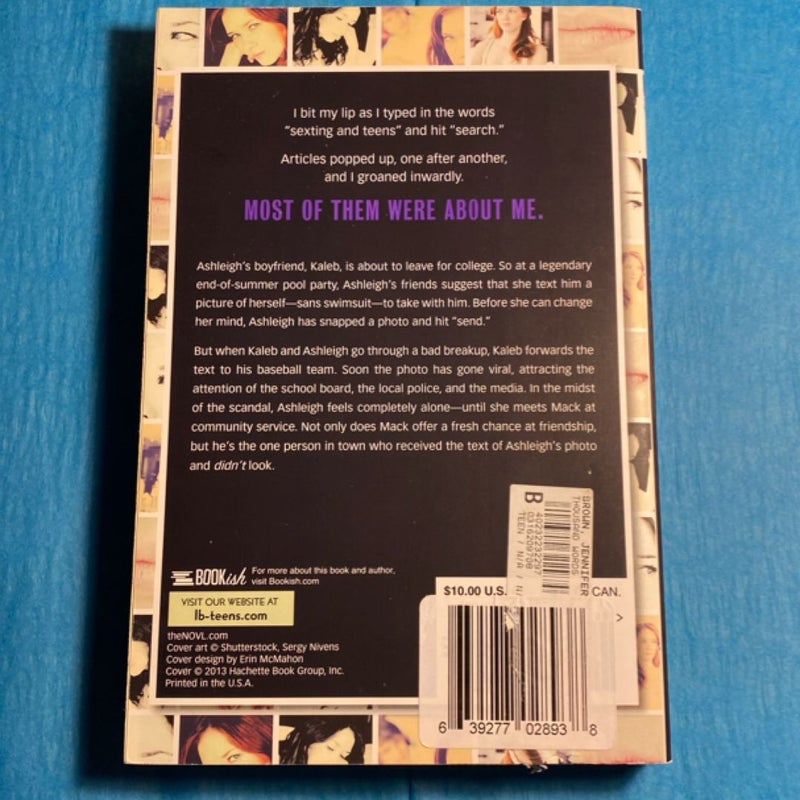 I bit my lip as I typed in the words
"sexting and teens" and hit "search."
Articles popped up, one after another,
and I groaned inwardly.
MOST OF THEM WERE ABOUT ME.
Ashleigh's boyfriend, Kaleb, is about to leave for college. So at a legendary
end-of-summer pool party, Ashleigh's friends suggest that she text him a
picture of herself—sans swimsuit—to take with him. Before she can change
her mind, Ashleigh has snapped a photo and hit "send."
But when Kaleb and Ashleigh go through a bad breakup, Kaleb forwards the
text to his baseball team. Soon the photo has gone viral, attracting the
attention of the school board, the local police, and the media. In the midst
of the scandal, Ashleigh feels completely alone—until she meets Mack at
community service. Not only does Mack offer a fresh chance at friendship,
but he's the one person in town who received the text of Ashleigh's photo
and didn't look.
BOOKish For more about this book and author,
visit Bookish.com
VISIT OUR WEBSITE AT
lb-teens.com
theNOVL.com
Cover art © Shutterstock, Sergy Nivens
Cover design by Erin McMahon
Cover © 2013 Hachette Book Group, Inc.
Printed in the U.S.A.
BROWN, JENNIFER
THOUSAND WORDS
B
40232232297
0316209708
TEEN / N/A / N/
$10.00 U.S. CAN.
>
6 39277 02893 8